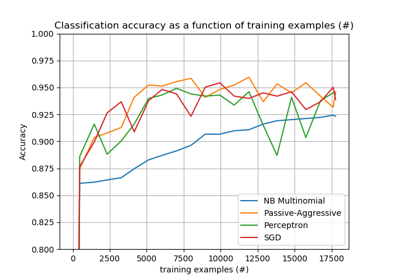 Classification accuracy as a function of training examples (#)
1.000
0.975
0.950
0.925
0.900
0.875
0.850
0.825
0.800
Accuracy
NB Multinomial
Passive-Aggressive
Perceptron
SGD
0 2500 5000 7500 10000 12500 15000 17500
training examples (#)